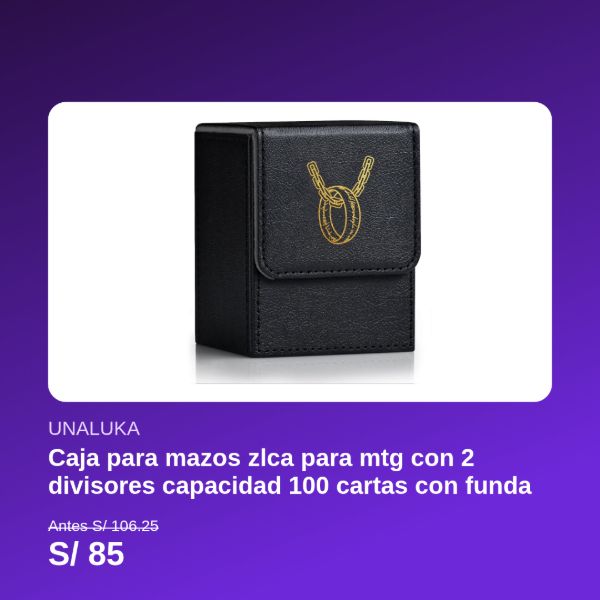 UNALUKA
Caja para mazos zlca para mtg con 2
divisores capacidad 100 cartas con funda
Antes S/ 106.25
S/ 85